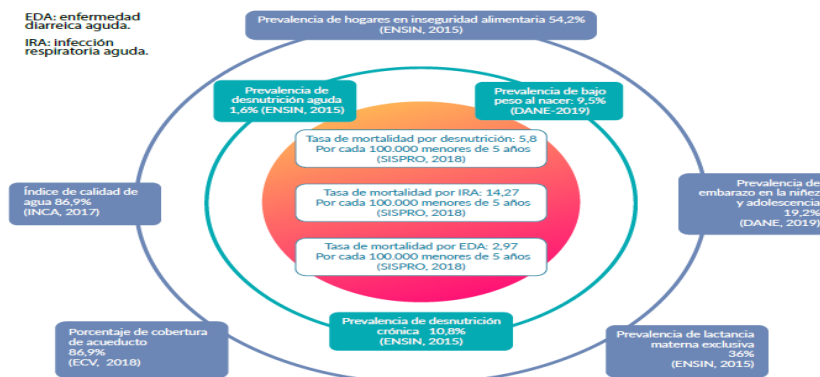 EDA: enfermedad
diarreica aguda.
IRA: infección
respiratoria aguda.
Prevalencia de hogares en inseguridad alimentaria 54,2%
(ENSIN, 2015)
Prevalencia de
desnutrición aguda
1,6% (ENSIN, 2015)
Prevalencia de bajo
peso al nacer: 9,5%
(DANE-2019)
Tasa de mortalidad por desnutrición: 5,8
Por cada 100.000 menores de 5 años
(SISPRO, 2018)
Índice de calidad de
agua 86,9%
(INCA, 2017)
Tasa de mortalidad por IRA: 14,27
Por cada 100.000 menores de 5 años
(SISPRO, 2018)
Prevalencia de
embarazo en la niñez
y adolescencia
19,2%
(DANE, 2019)
Tasa de mortalidad por EDA: 2,97
Por cada 100.000 menores de 5 años
(SISPRO, 2018)
Porcentaje de cobertura
de acueducto
86,9%
(ECV, 2018)
Prevalencia de desnutrición
crónica 10,8%
(ENSIN, 2015)
Prevalencia de lactancia
materna exclusiva
36%
(ENSIN, 2015)